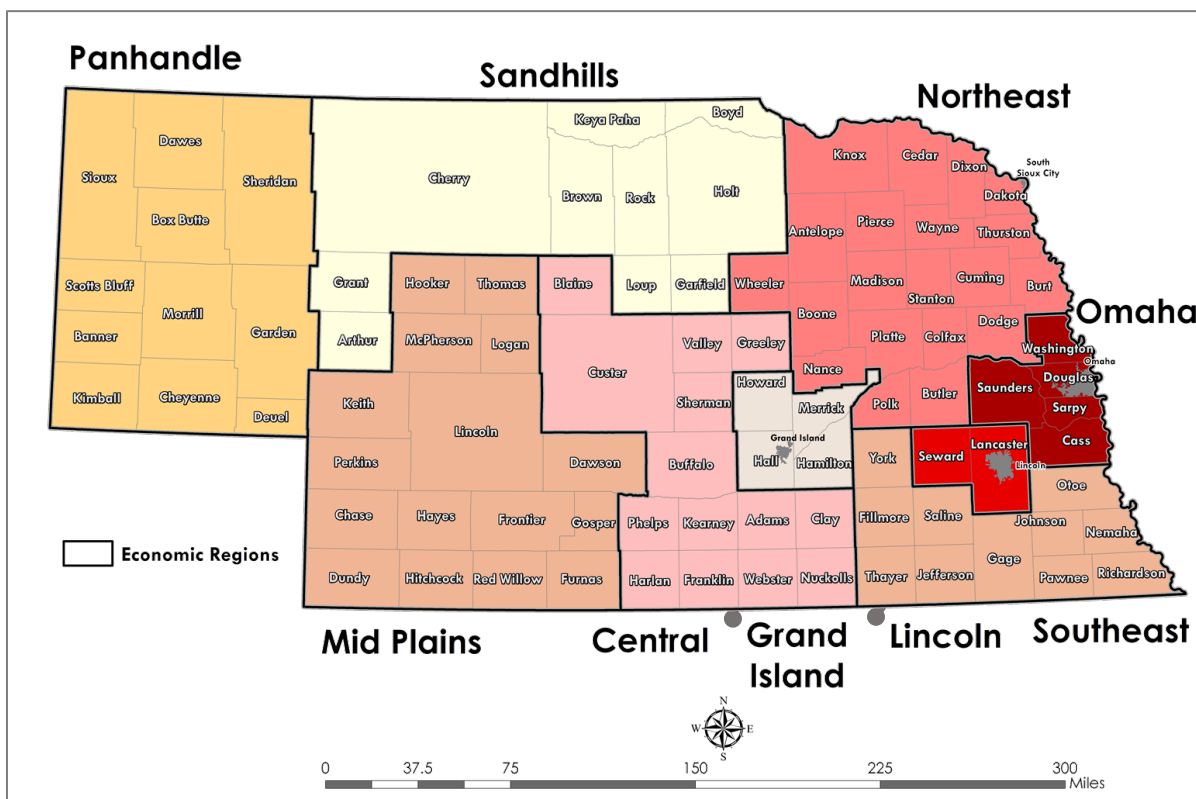 Panhandle
Sandhills
Northeast
Boyd
Keya Paha
Dawes
Knox
Cedar
Dixon
South
Sioux City
Sioux
Sheridan
Cherry
Brown
Rock
Holt
Dakota
Box Butte
Antelope
Pierce
Wayne
Thurston
Scotts Bluff
Grant
Hooker
Thomas
Blaine
Loup
Garfield
Wheeler
Madison
Stanton
Cuming
Burt
Morrill
Garden
Banner
Arthur
McPherson
Logan
Valley
Greeley
Boone
Platte
Colfax
Dodge
Omaha
Washington
Omaha
Kimball
Cheyenne
Deuel
Keith
Custer
Howard
Nance
Douglas
Saunders
Lincoln
Sherman
Merrick
Polk
Butler
Sarpy
Grand Island
Cass
Perkins
Dawson
Buffalo
Hall
Hamilton
York
Seward
Lancaster
Lincoln
Otoe
Chase
Hayes
Frontier
Gosper
Phelps
Kearney
Adams
Clay
Fillmore
Saline
Johnson
Nemaha
Economic Regions
Gage
Dundy
Hitchcock
Red Willow
Furnas
Harlan
Franklin
Webster
Nuckolls
Thayer
Jefferson
Pawnee
Richardson
Mid Plains
Central
Grand
Island
Lincoln
Southeast
N
W
E
S
0
37.5
75
150
225
300
Miles